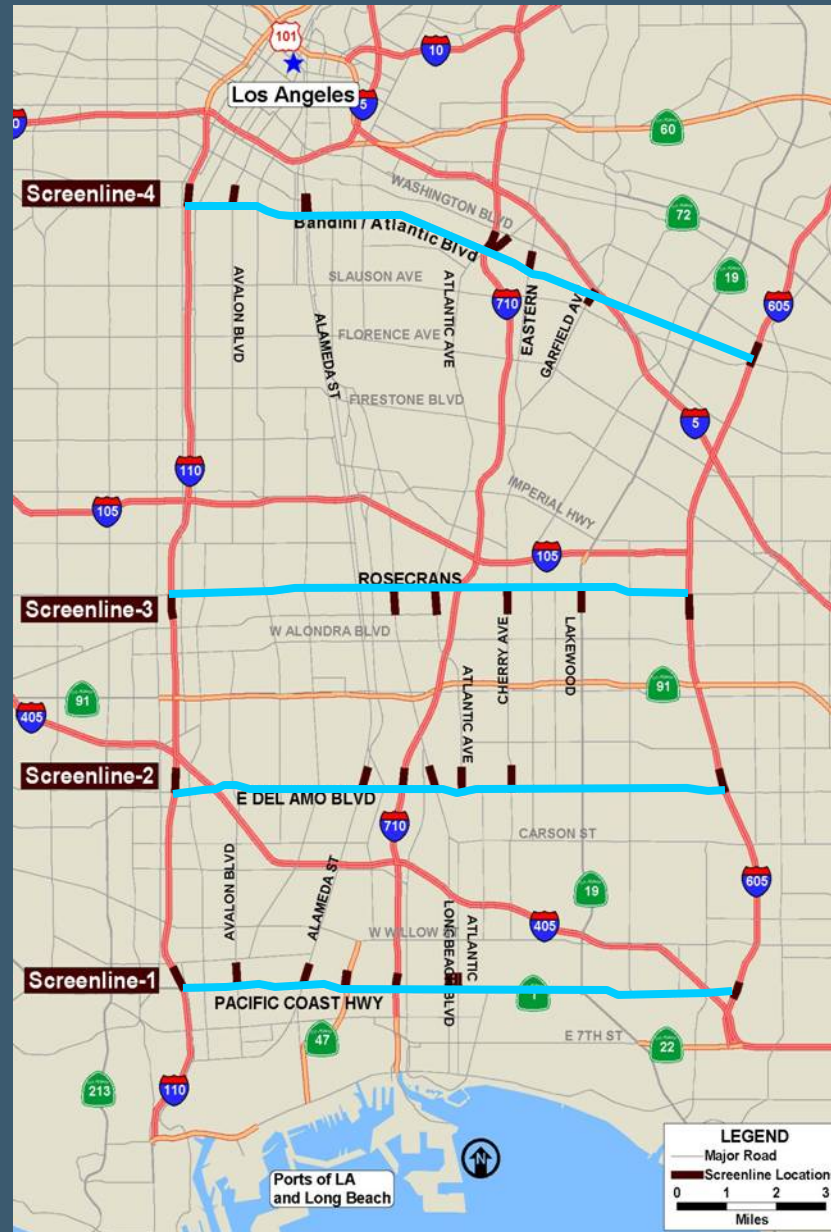 101
10
Los Angeles
5
60
Screenline-4
WASHINGTON BLVD
72
Bandini / Atlantic Blvd
19
SLAUSON AVE
AVALON BLVD
ALAMEDA ST
ATLANTIC AVE
710
EASTERN
GARFIELD AVE
605
FLORENCE AVE
FIRESTONE BLVD
5
110
IMPERIAL HWY
105
105
ROSECRANS
Screenline-3
W ALONDRA BLVD
CHERRY AVE
LAKEWOOD
ATLANTIC AVE
91
91
405
Screenline-2
E DEL AMO BLVD
710
CARSON ST
AVALON BLVD
ALAMEDA ST
19
605
LONG BEACH BLVD
ATLANTIC
W WILLOW ST
405
Screenline-1
PACIFIC COAST HWY
1
47
E 7TH ST
22
213
110
N
Ports of LA
and Long Beach
LEGEND
Major Road
Screenline Location
0 1 2 3
Miles